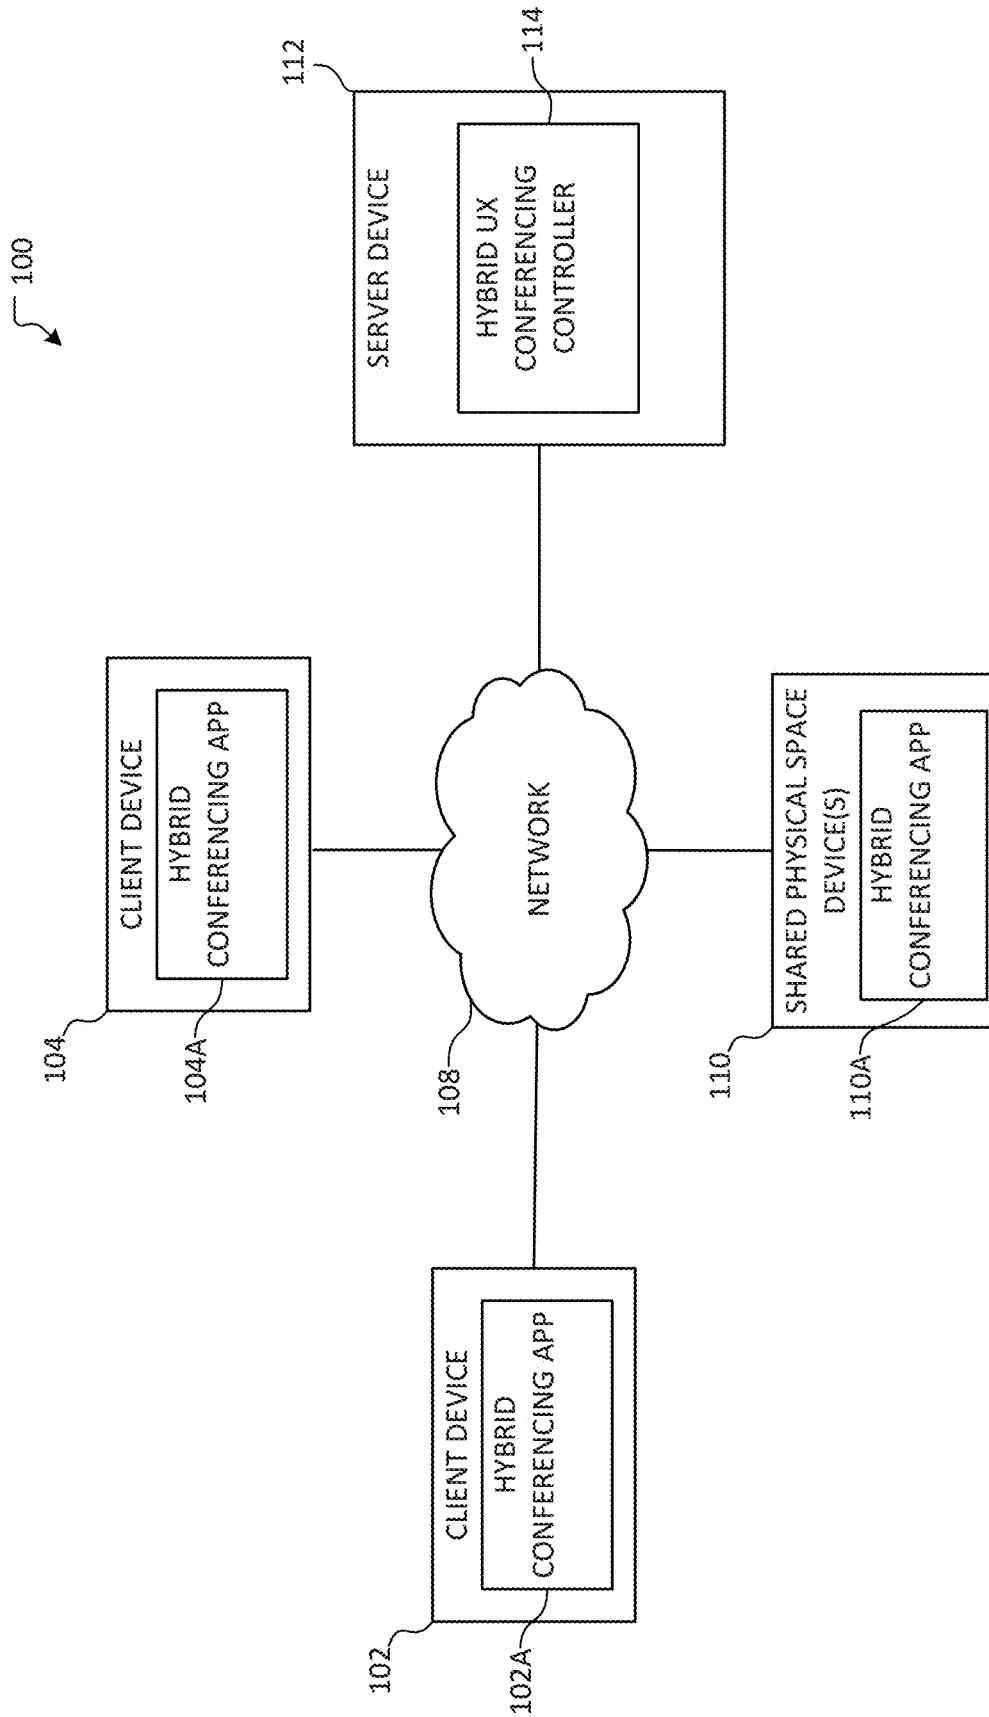 100
104
CLIENT DEVICE
HYBRID
CONFERENCING APP
104A
112
SERVER DEVICE
HYBRID UX
CONFERENCING
CONTROLLER
114
108
NETWORK
102
CLIENT DEVICE
HYBRID
CONFERENCING APP
102A
110
SHARED PHYSICAL SPACE
DEVICE(S)
HYBRID
CONFERENCING APP
110A